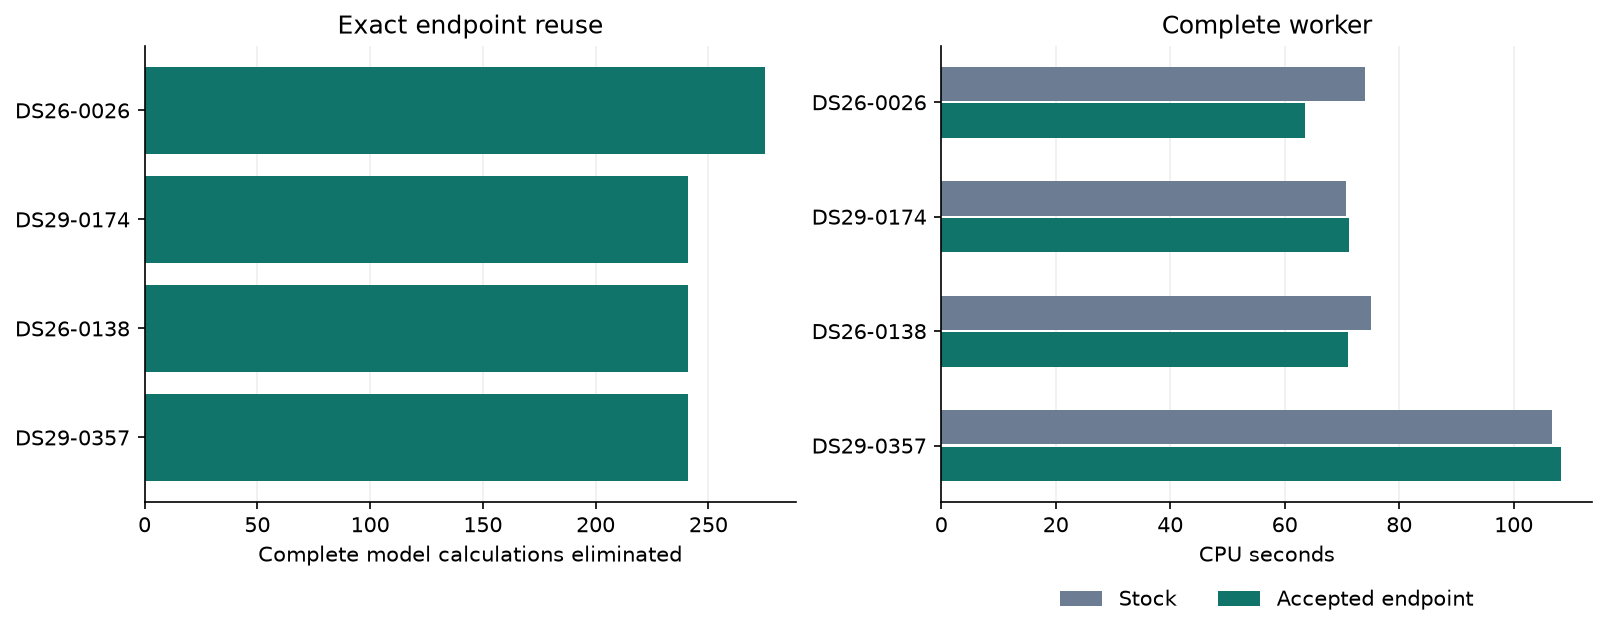 Exact endpoint reuse
DS26-0026
DS29-0174
DS26-0138
DS29-0357
0 50 100 150 200 250
Complete model calculations eliminated
Complete worker
DS26-0026
DS29-0174
DS26-0138
DS29-0357
0 20 40 60 80 100
CPU seconds
Stock Accepted endpoint